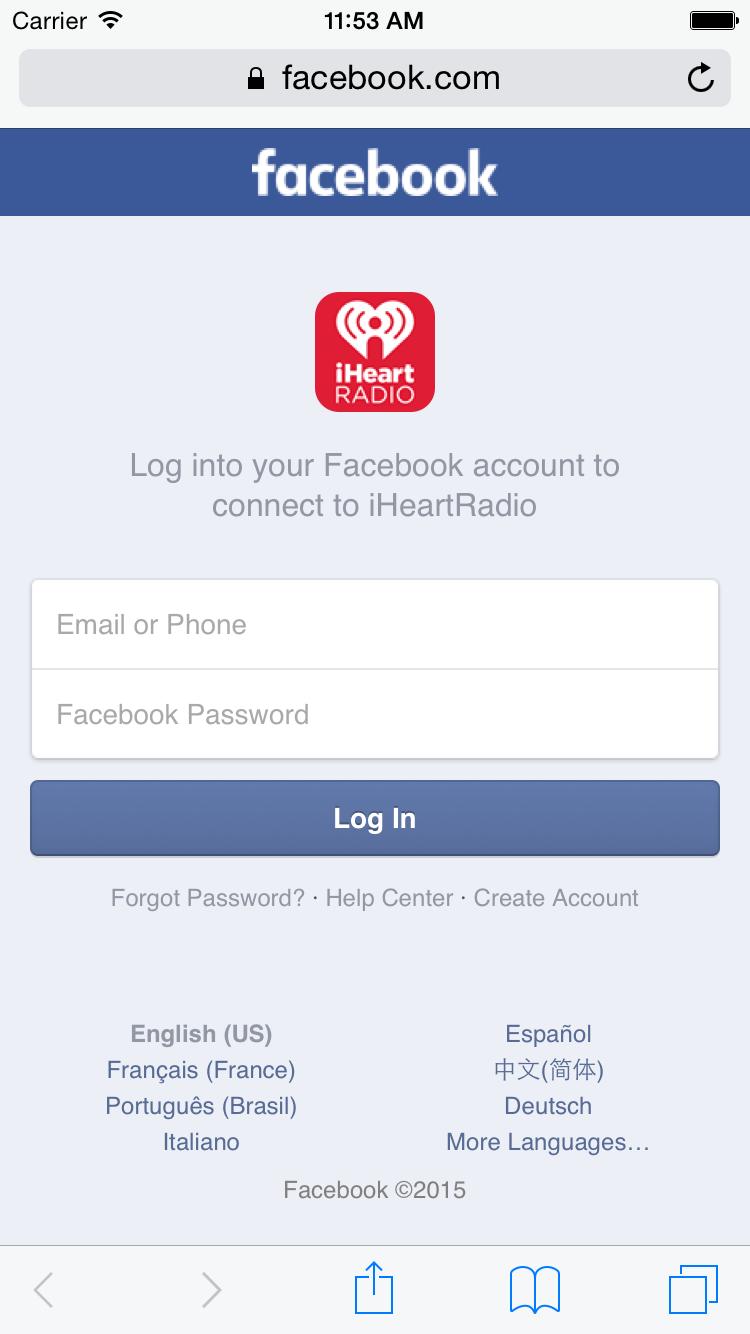 Carrier 11:53 AM
facebook.com
facebook
iHeart
RADIO
Log into your Facebook account to
connect to iHeartRadio
Email or Phone
Facebook Password
Log In
Forgot Password? · Help Center · Create Account
English (US) Español
Français (France) 中文(简体)
Português (Brasil) Deutsch
Italiano More Languages…
Facebook ©2015